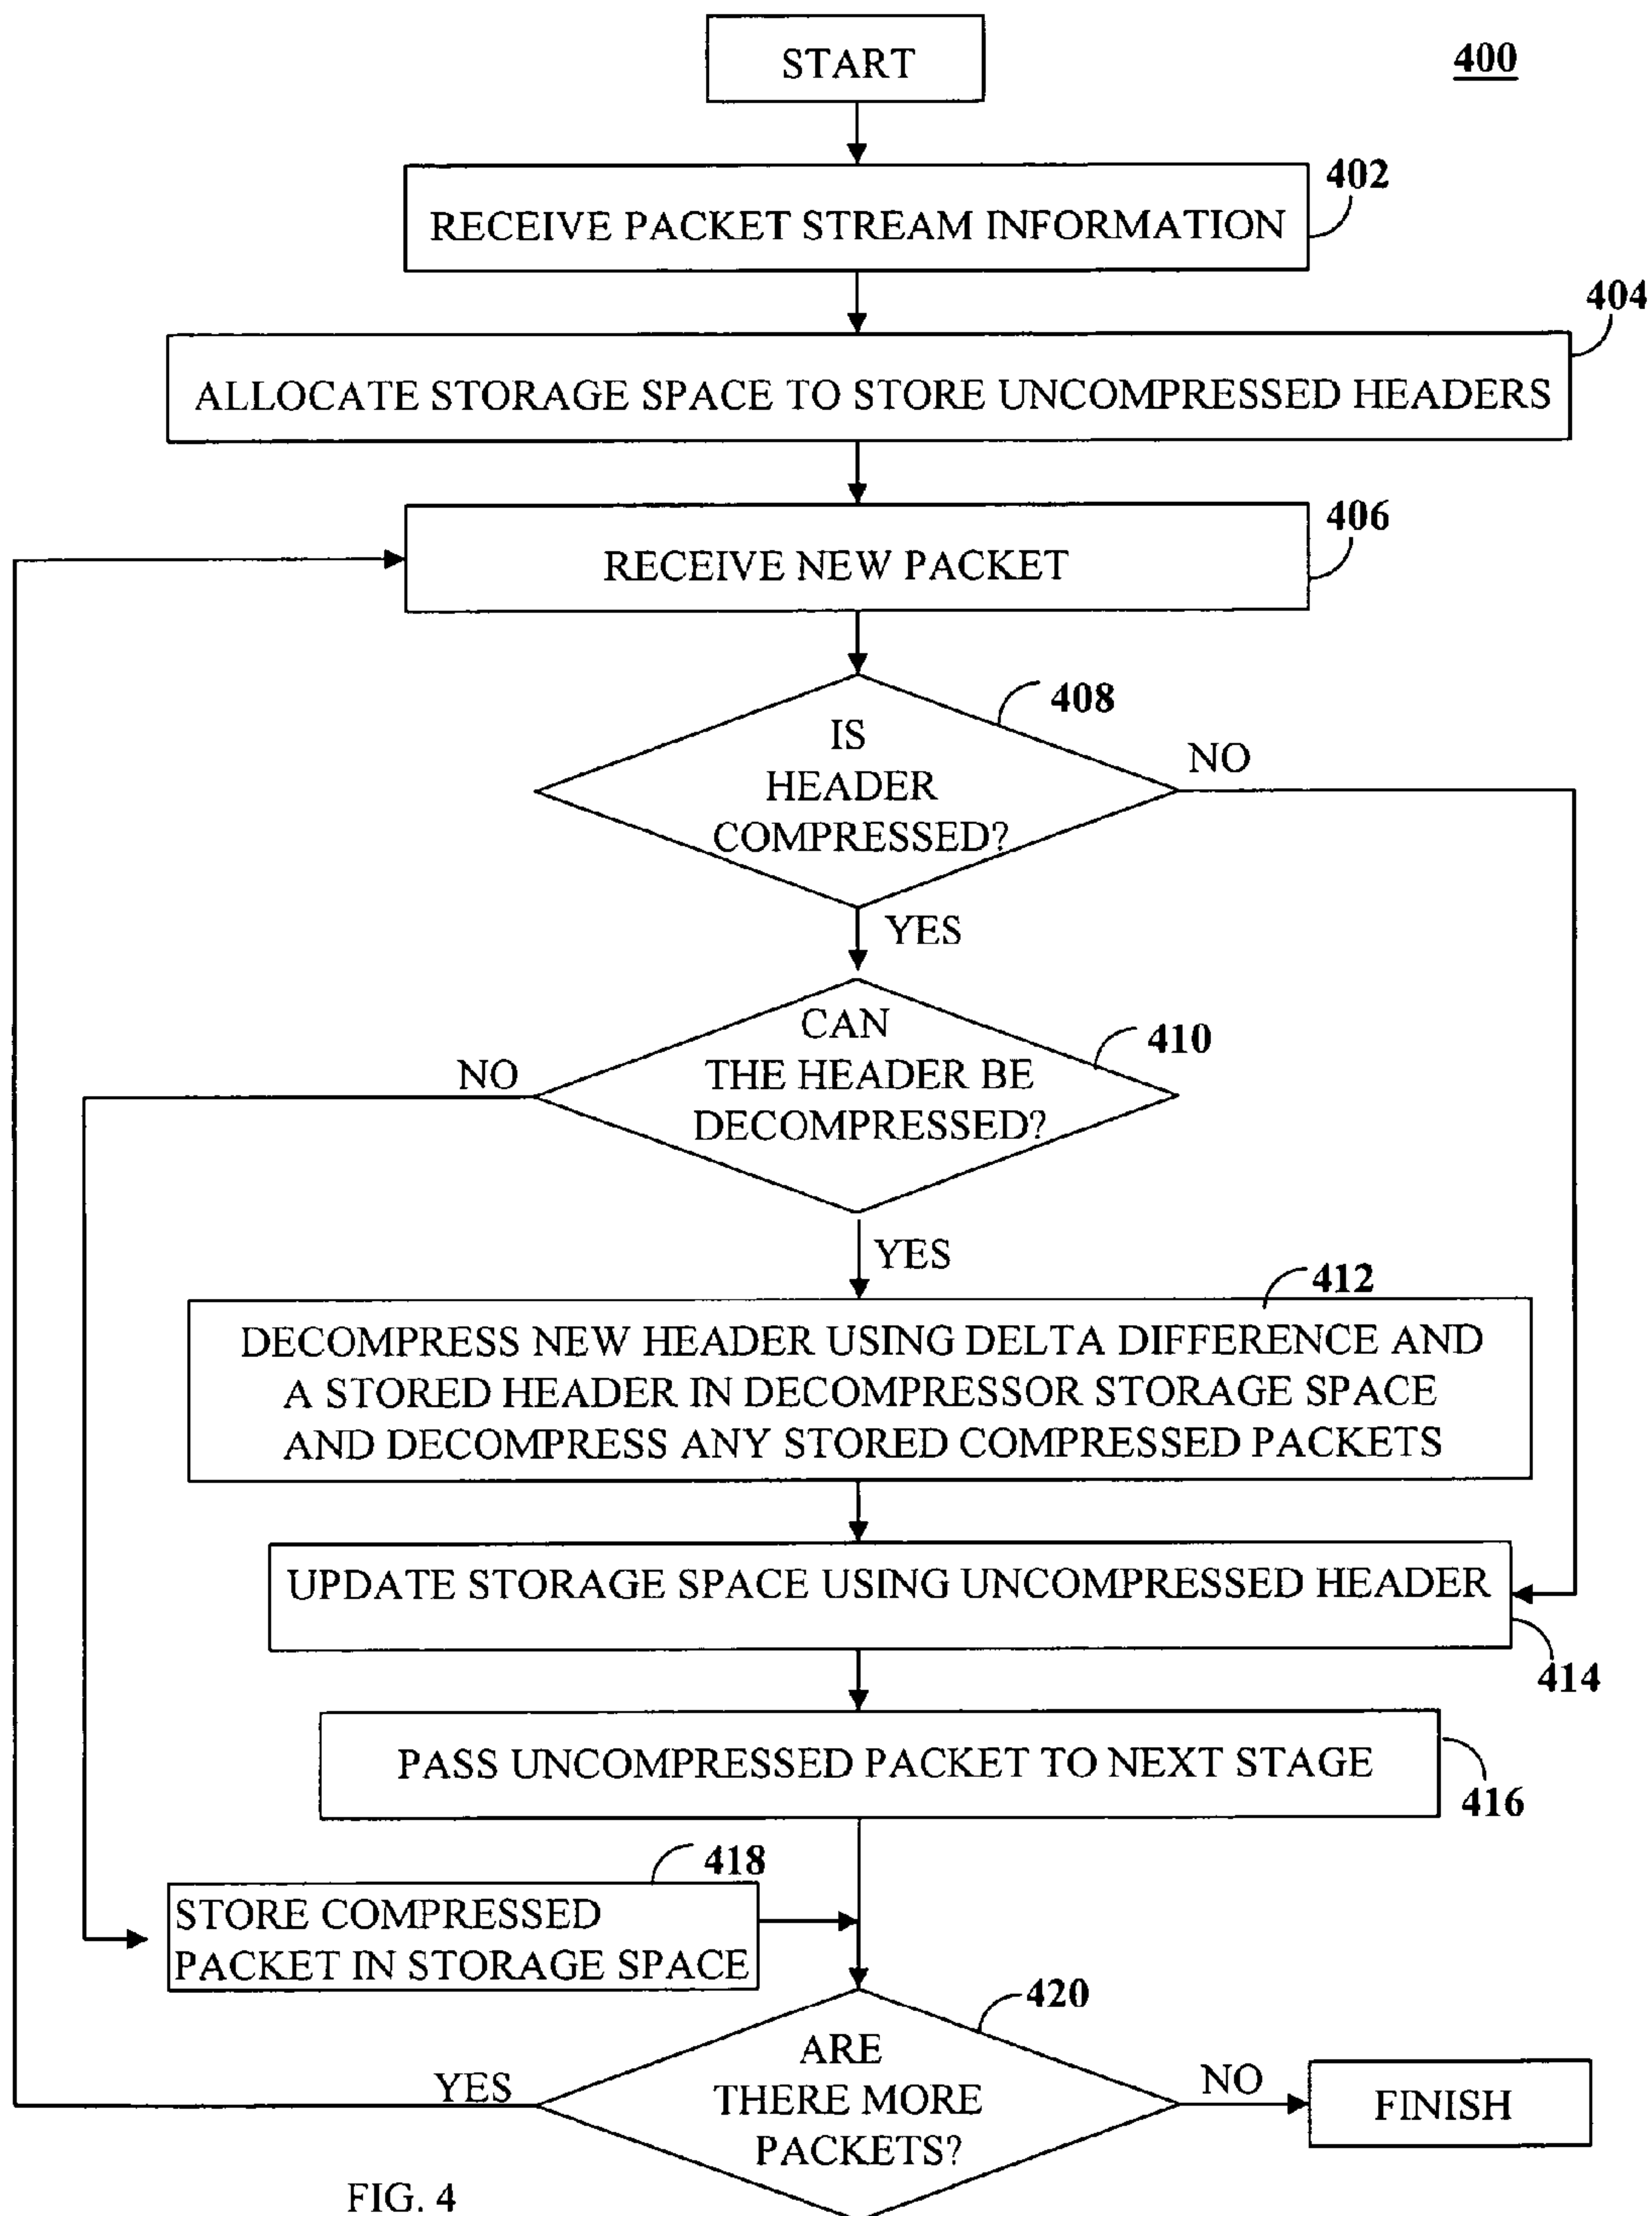 START
400
402
RECEIVE PACKET STREAM INFORMATION
404
ALLOCATE STORAGE SPACE TO STORE UNCOMPRESSED HEADERS
406
RECEIVE NEW PACKET
408
IS
HEADER
COMPRESSED?
NO
YES
CAN
THE HEADER BE
DECOMPRESSED?
410
NO
YES
412
DECOMPRESS NEW HEADER USING DELTA DIFFERENCE AND
A STORED HEADER IN DECOMPRESSOR STORAGE SPACE
AND DECOMPRESS ANY STORED COMPRESSED PACKETS
UPDATE STORAGE SPACE USING UNCOMPRESSED HEADER
414
PASS UNCOMPRESSED PACKET TO NEXT STAGE
416
418
STORE COMPRESSED
PACKET IN STORAGE SPACE
420
ARE
THERE MORE
PACKETS?
YES
NO
FINISH
FIG. 4